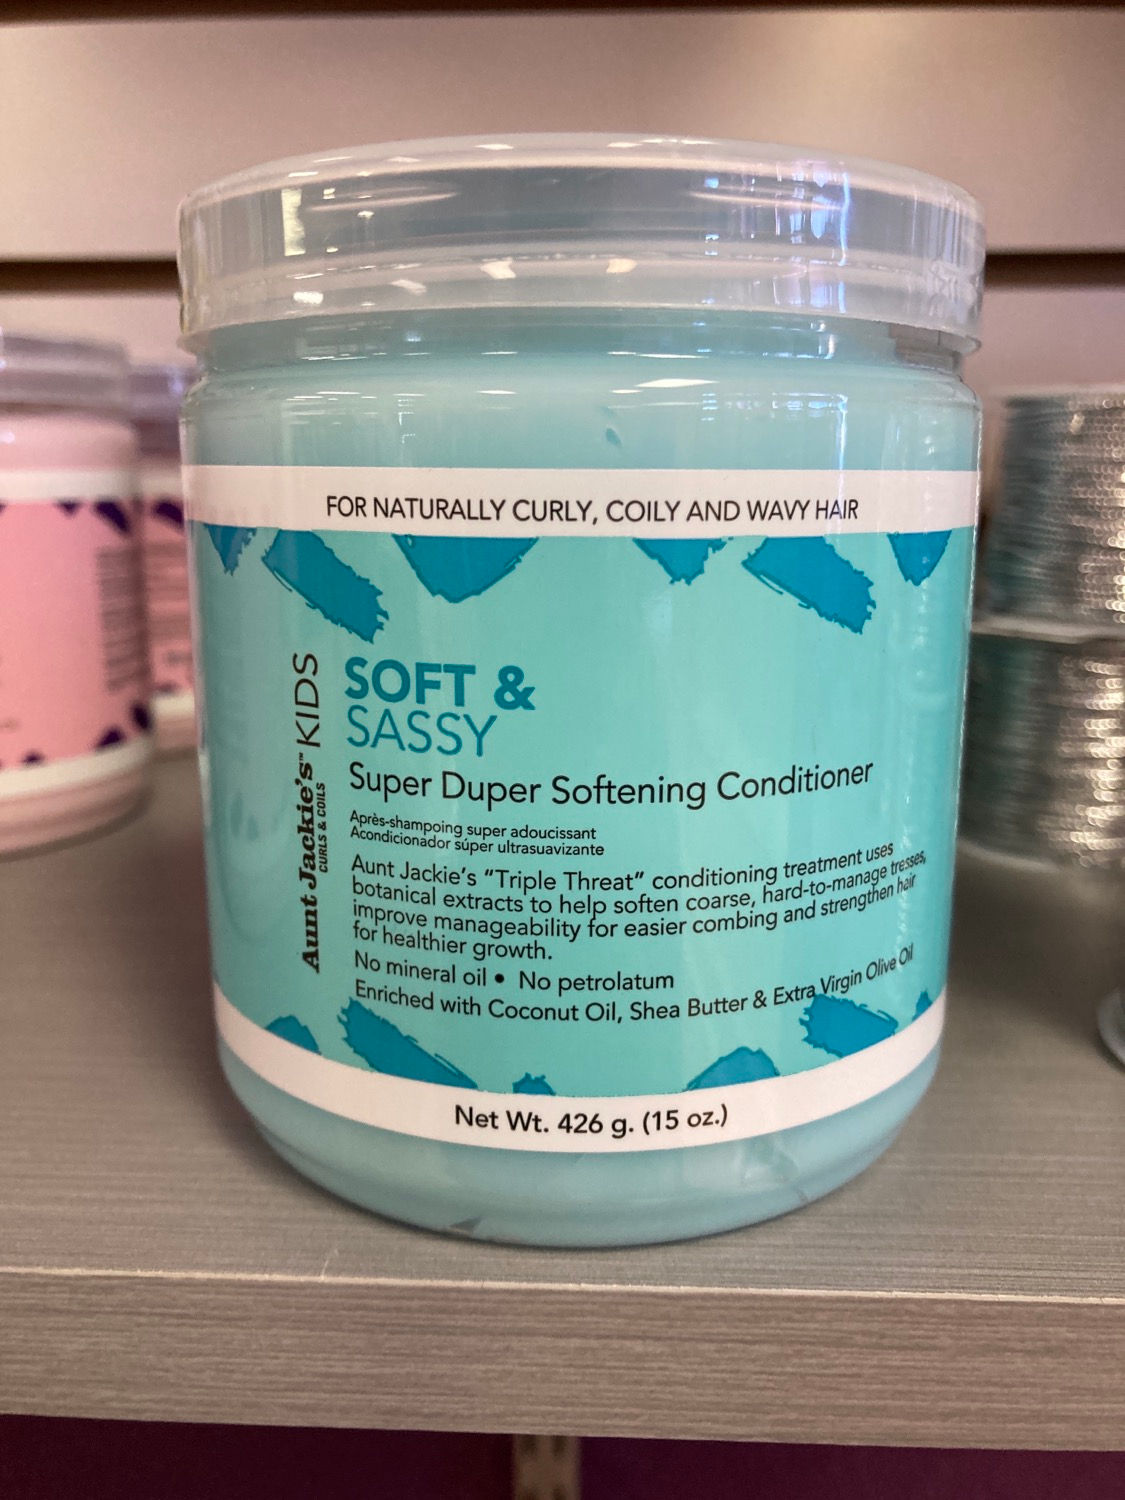 FOR NATURALLY CURLY, COILY AND WAVY HAIR
Aunt Jackie's™ KIDS
CURLS & COILS
SOFT &
SASSY
Super Duper Softening Conditioner
Après-shampoing super adoucissant
Acondicionador súper ultrasuavizante
Aunt Jackie's "Triple Threat" conditioning treatment uses
botanical extracts to help soften coarse, hard-to-manage tresses,
improve manageability for easier combing and strengthen hair
for healthier growth.
No mineral oil • No petrolatum
Enriched with Coconut Oil, Shea Butter & Extra Virgin Olive Oil
Net Wt. 426 g. (15 oz.)